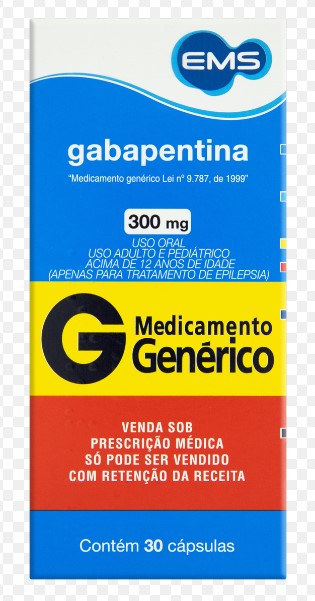 EMS
gabapentina
"Medicamento genérico Lei nº 9.787, de 1999"
300 mg
USO ORAL
USO ADULTO E PEDIÁTRICO
ACIMA DE 12 ANOS DE IDADE
(APENAS PARA TRATAMENTO DE EPILEPSIA)
G Medicamento
Genérico
VENDA SOB
PRESCRIÇÃO MÉDICA
SÓ PODE SER VENDIDO
COM RETENÇÃO DA RECEITA
Contém 30 cápsulas